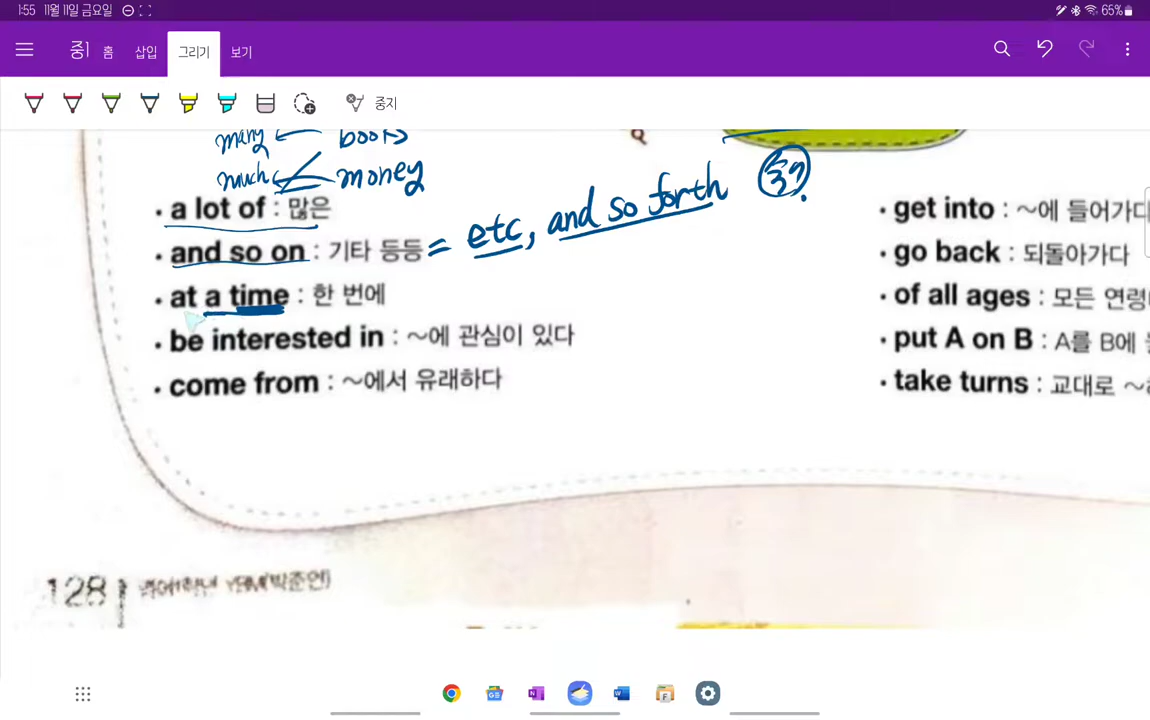 1:55 11월 11일 금요일 65%
중1 홈 삽입 그리기 보기
중지
many books
much money
· a lot of : 많은
· and so on : 기타 등등 = etc, and so forth
· at a time : 한 번에
· be interested in : ～에 관심이 있다
· come from : ～에서 유래하다
· get into : ～에 들어가다
· go back : 되돌아가다
· of all ages : 모든 연령
· put A on B : A를 B에
· take turns : 교대로 ～
128 YBM(박준언)